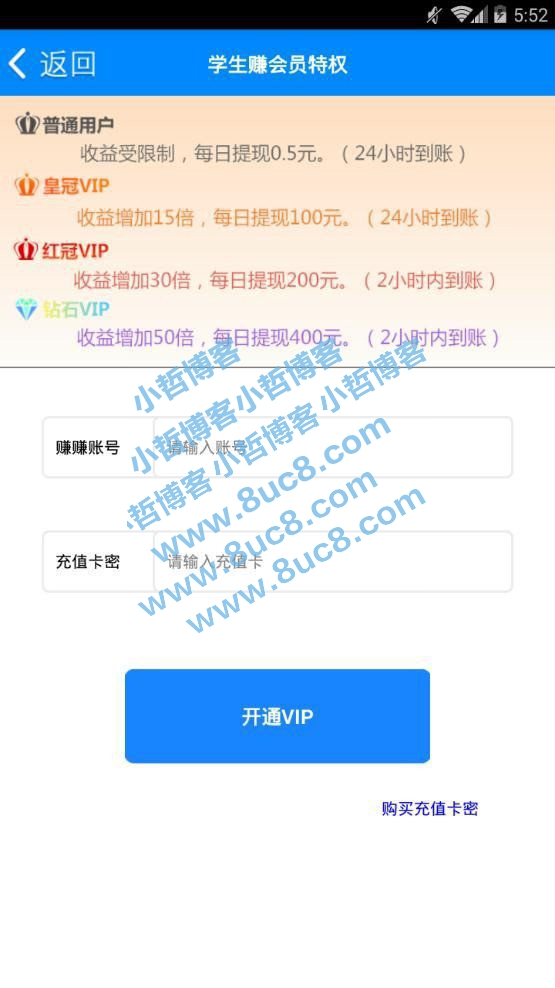 5:52
返回
学生赚会员特权
普通用户
收益受限制，每日提现0.5元。（24小时到账）
皇冠VIP
收益增加15倍，每日提现100元。（24小时到账）
红冠VIP
收益增加30倍，每日提现200元。（2小时内到账）
钻石VIP
收益增加50倍，每日提现400元。（2小时内到账）
小哲博客
小哲博客小哲博客
小哲博客 小哲博客 小哲博客
赚赚账号
请输入账号
www.8uc8.com
www.8uc8.com
www.8uc8.com
充值卡密
请输入充值卡
开通VIP
购买充值卡密